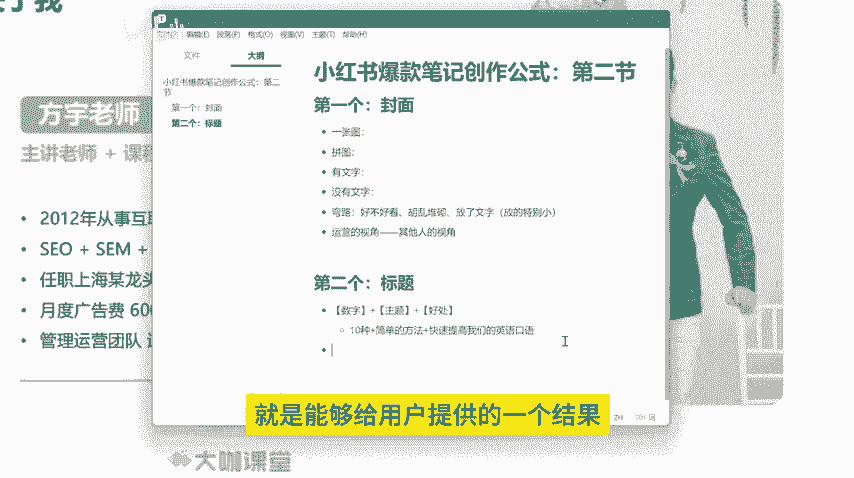 于我
方宇老师
主讲老师 + 课程
2012年从事互联
SEO + SEM +
任职上海某龙头
月度广告费 600
管理运营团队
编辑(E) 段落(P) 格式(O) 视图(V) 主题(T) 帮助(H)
文件 大纲
小红书爆款笔记创作公式：第二节
第一个：封面
第二个：标题
小红书爆款笔记创作公式：第二节
第一个：封面
一张图：
拼图：
有文字：
没有文字：
弯路：好不好看、胡乱堆砌、放了文字（放的特别小）
运营的视角——其他人的视角
第二个：标题
【数字】+【主题】+【好处】
10种+简单的方法+快速提高我们的英语口语
就是能够给用户提供的一个结果
大咖课堂